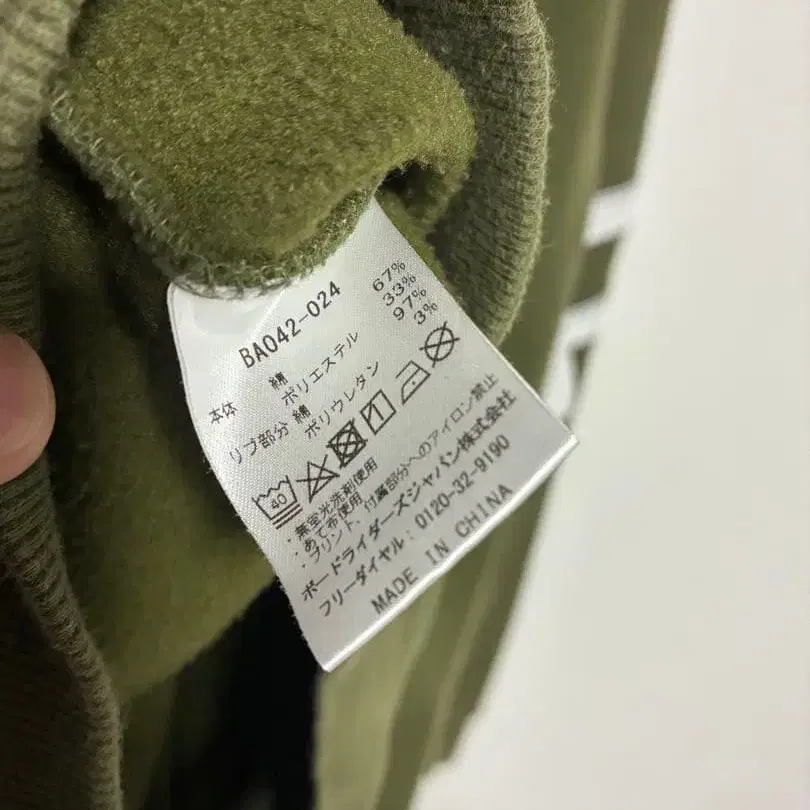 BA042-024
本体 綿 67%
ポリエステル 33%
リブ部分 綿 97%
ポリウレタン 3%
40
・無蛍光洗剤使用
・あて布使用
・プリント、付属部分へのアイロン禁止
ボードライダーズジャパン株式会社
フリーダイヤル：0120-32-9190
MADE IN CHINA